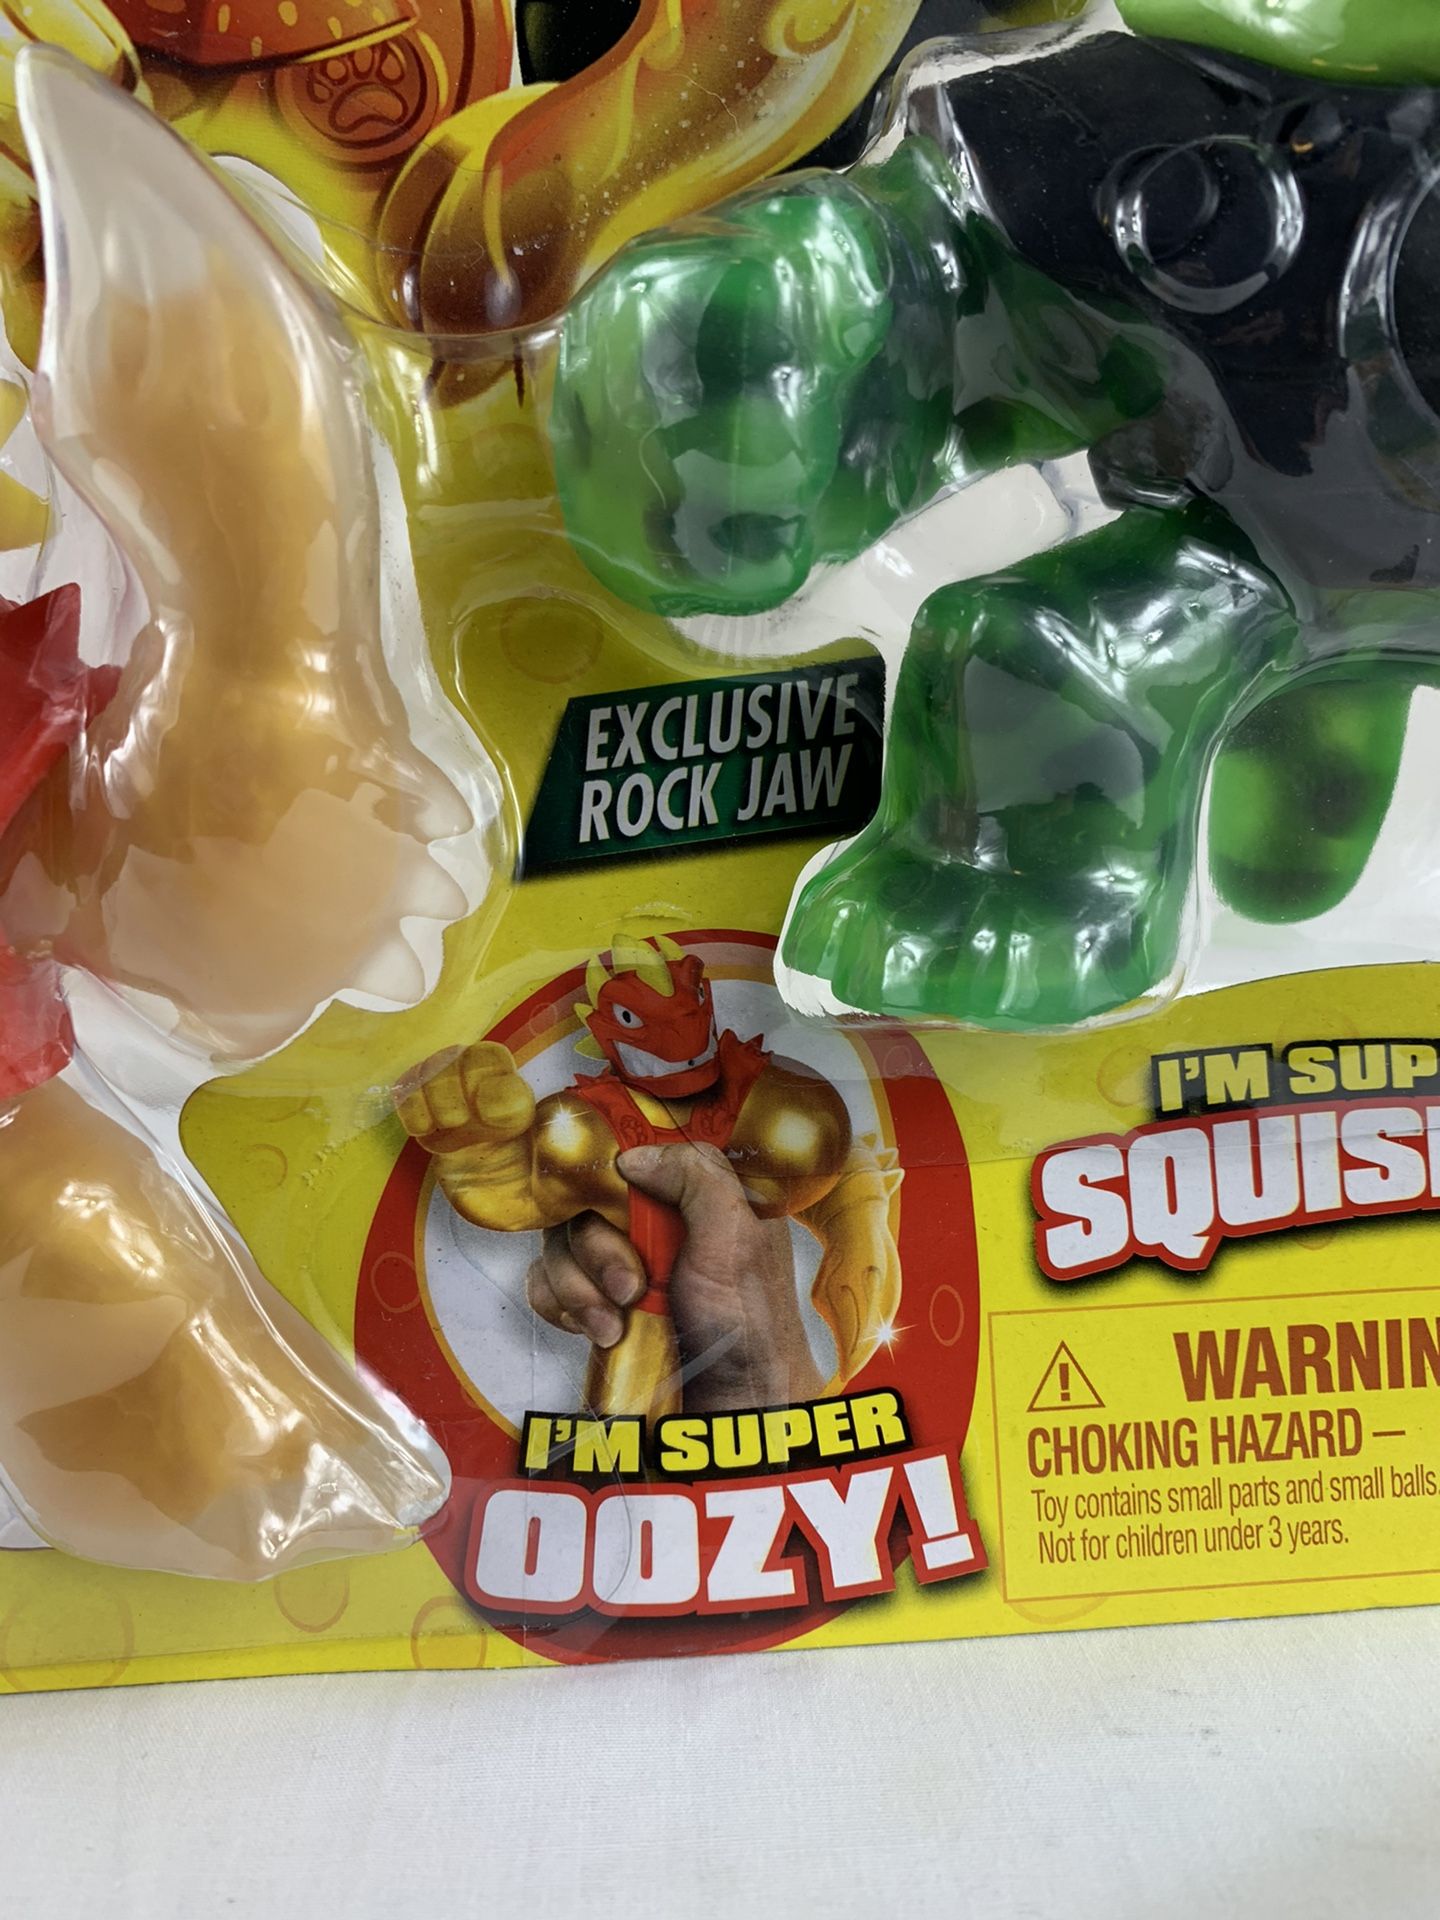 EXCLUSIVE
ROCK JAW
I'M SUPER
OOZY!
I'M SUP
SQUIS
WARNIN
CHOKING HAZARD –
Toy contains small parts and small balls.
Not for children under 3 years.